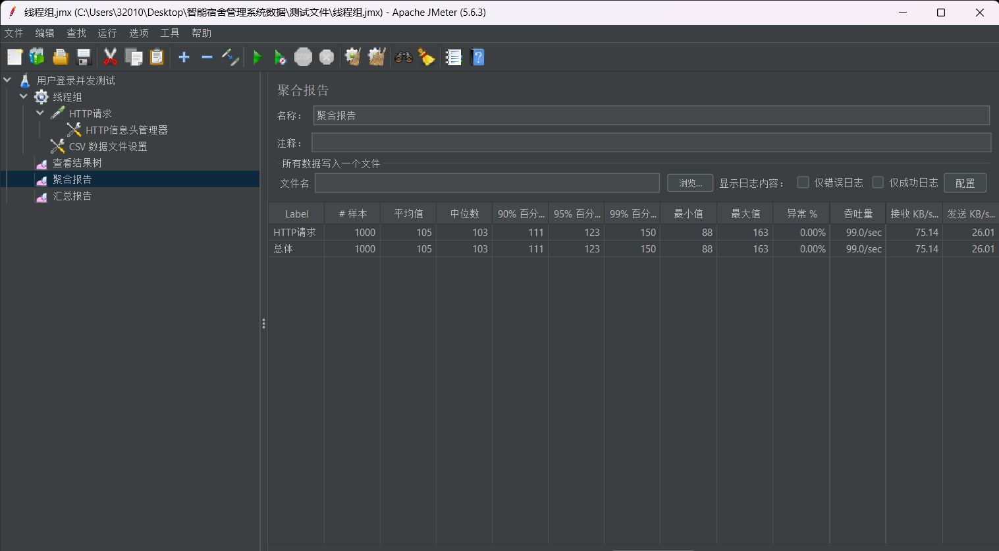 线程组.jmx (C:\Users\32010\Desktop\智能宿舍管理系统数据\测试文件\线程组.jmx) - Apache JMeter (5.6.3)
文件 编辑 查找 运行 选项 工具 帮助
STOP
用户登录并发测试
线程组
HTTP请求
HTTP信息头管理器
CSV 数据文件设置
查看结果树
聚合报告
汇总报告
聚合报告
名称： 聚合报告
注释：
所有数据写入一个文件
文件名 浏览... 显示日志内容： 仅错误日志 仅成功日志 配置
Label # 样本 平均值 中位数 90% 百分... 95% 百分... 99% 百分... 最小值 最大值 异常 % 吞吐量 接收 KB/s... 发送 KB/s...
HTTP请求 1000 105 103 111 123 150 88 163 0.00% 99.0/sec 75.14 26.01
总体 1000 105 103 111 123 150 88 163 0.00% 99.0/sec 75.14 26.01